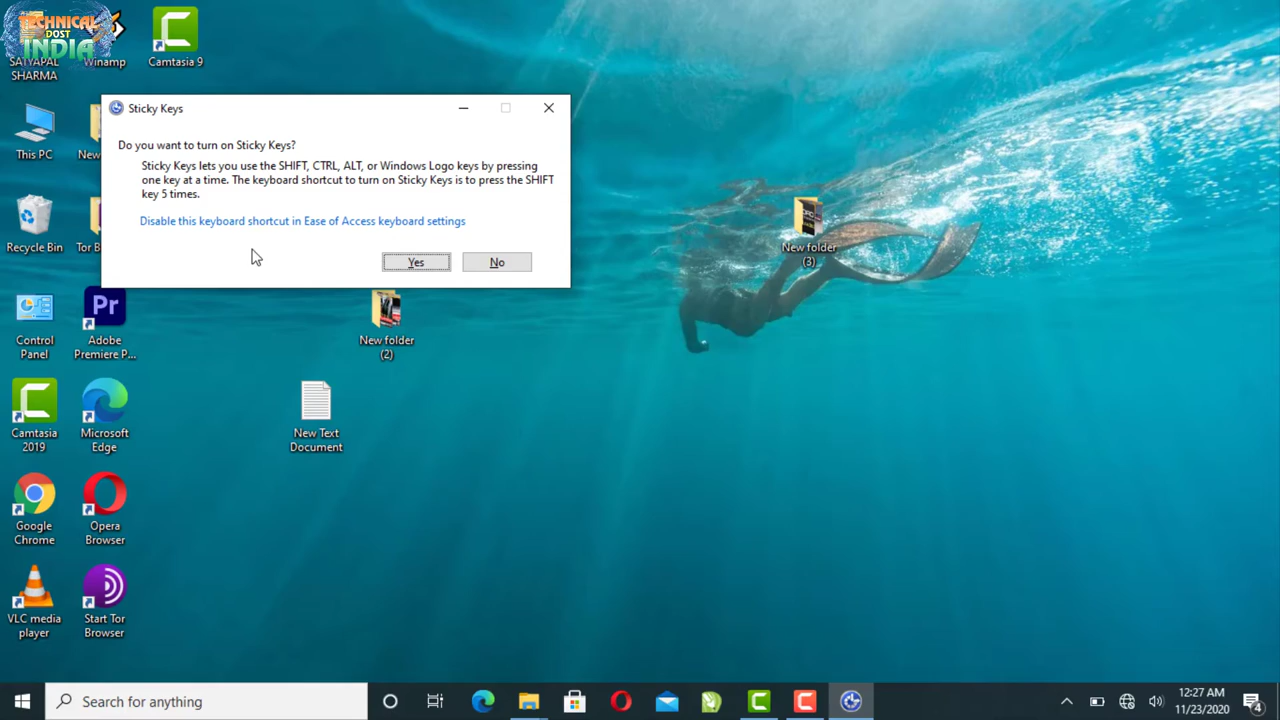 TECHNICAL
DOST
INDIA
SATYAPAL
SHARMA
Winamp
Camtasia 9
Sticky Keys
Do you want to turn on Sticky Keys?
Sticky Keys lets you use the SHIFT, CTRL, ALT, or Windows Logo keys by pressing
one key at a time. The keyboard shortcut to turn on Sticky Keys is to press the SHIFT
key 5 times.
Disable this keyboard shortcut in Ease of Access keyboard settings
Yes
No
This PC
New
Recycle Bin
Tor B
New folder
(3)
Control
Panel
Pr
Adobe
Premiere P...
New folder
(2)
Camtasia
2019
Microsoft
Edge
New Text
Document
Google
Chrome
Opera
Browser
VLC media
player
Start Tor
Browser
Search for anything
12:27 AM
11/23/2020
4